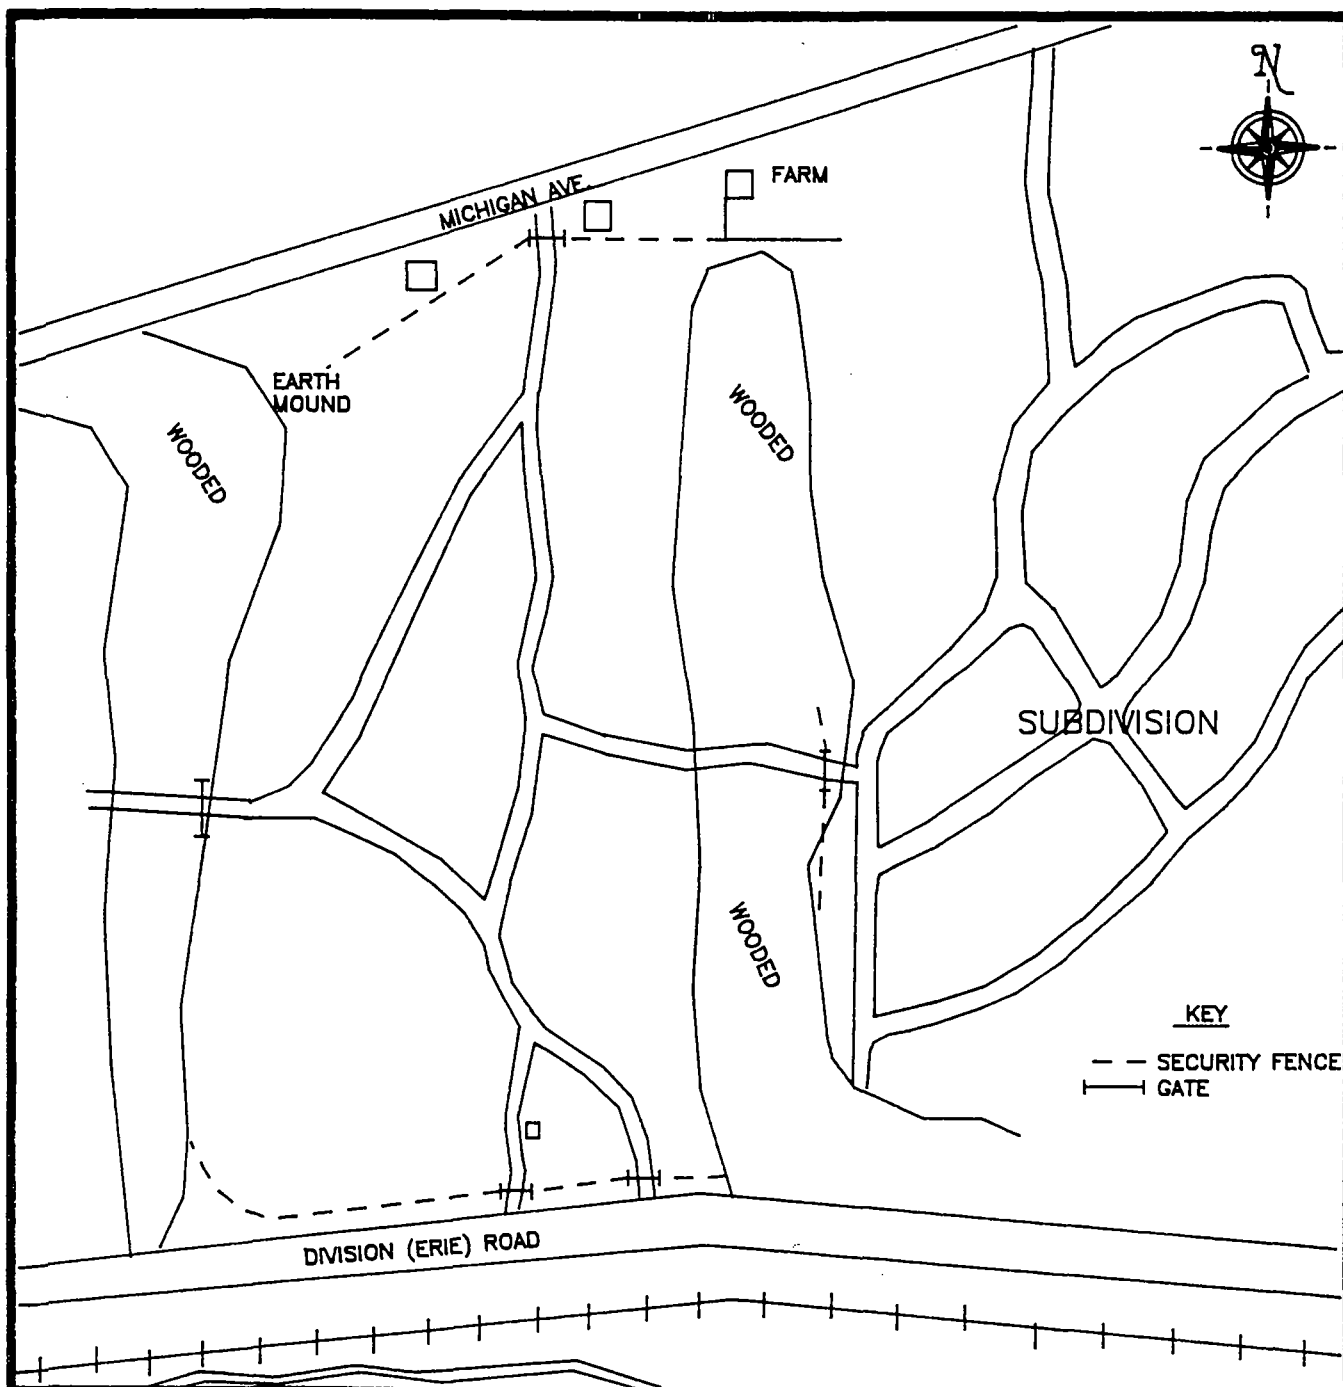 N
FARM
MICHIGAN AVE.
EARTH
MOUND
WOODED
WOODED
SUBDIVISION
WOODED
KEY
SECURITY FENCE
GATE
DIVISION (ERIE) ROAD